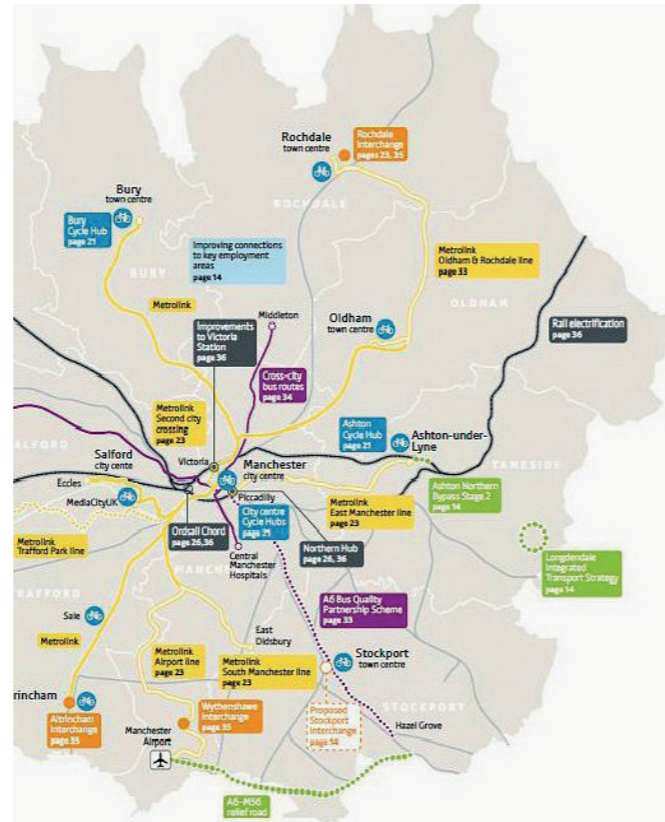 Rochdale
town centre
Rochdale
Interchange
pages 23, 35
ROCHDALE
Bury
town centre
Bury
Cycle Hub
page 21
BURY
Improving connections
to key employment
areas
page 14
Metrolink
Oldham & Rochdale line
page 33
OLDHAM
Metrolink
Improvements
to Victoria
Station
page 36
Middleton
Oldham
town centre
Rail electrification
page 36
Cross-city
bus routes
page 34
Metrolink
Second city
crossing
page 23
Ashton
Cycle Hub
page 21
Ashton-under-
Lyne
ALFORD
Salford
city cente
Victoria
Manchester
city centre
TAMESIDE
Eccles
MediaCityUK
Piccadilly
Ashton Northern
Bypass Stage 2
page 14
Metrolink
East Manchester line
page 23
City centre
Cycle Hubs
page 21
Ordsall Chord
page 26,36
Northern Hub
page 26, 36
Metrolink
Trafford Park line
Central
Manchester
Hospitals
MANCH
Longdendale
Integrated
Transport Strategy
page 14
RAFFORD
A6 Bus Quality
Partnership Scheme
page 33
Sale
Metrolink
East
Didsbury
Metrolink
Airport line
page 23
Metrolink
South Manchester line
page 23
Stockport
town centre
STOCKPORT
rincham
Altrincham
Interchange
page 35
Wythenshawe
Interchange
page 35
Proposed
Stockport
Interchange
page 14
Hazel Grove
Manchester
Airport
A6-M56
relief road